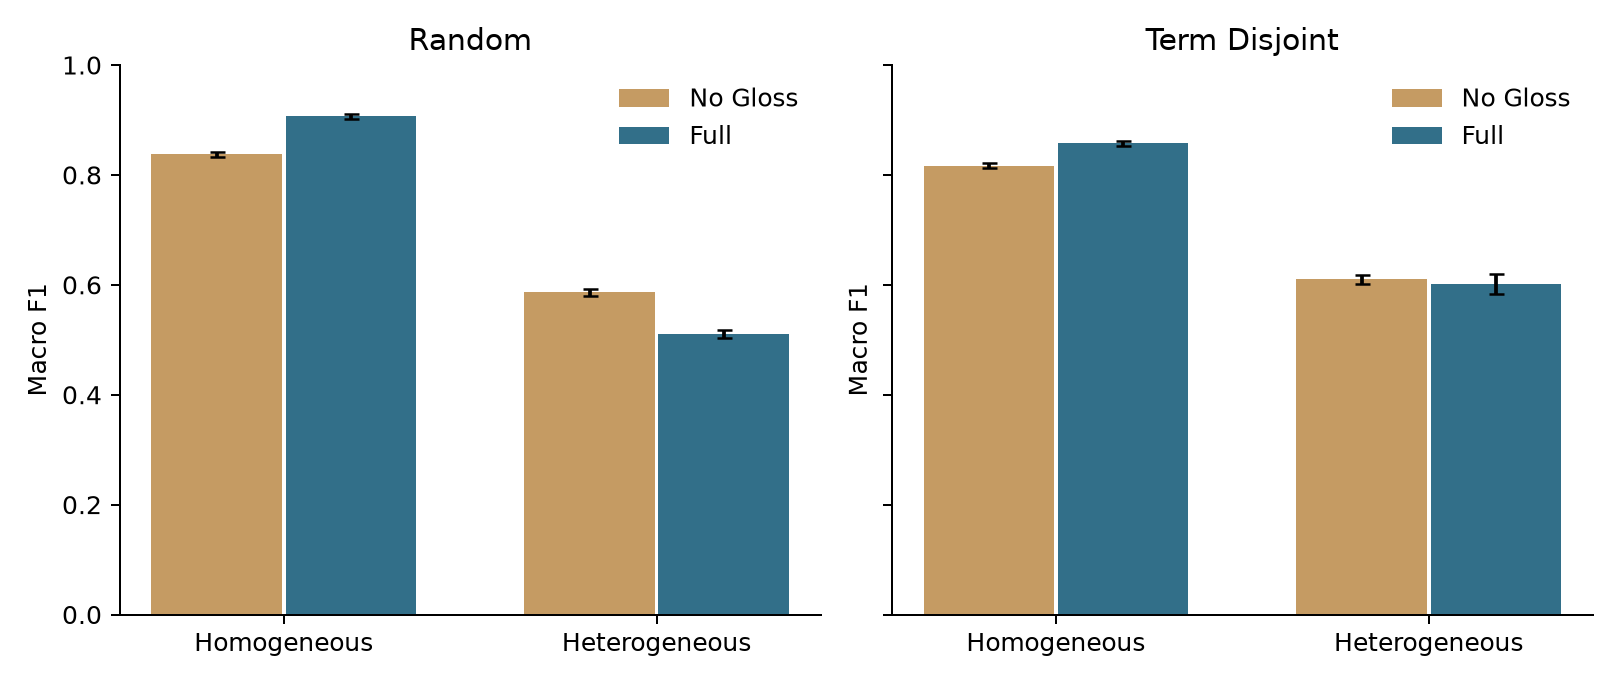 Random
Macro F1
1.0
0.8
0.6
0.4
0.2
0.0
No Gloss
Full
Homogeneous
Heterogeneous
Term Disjoint
Macro F1
No Gloss
Full
Homogeneous
Heterogeneous